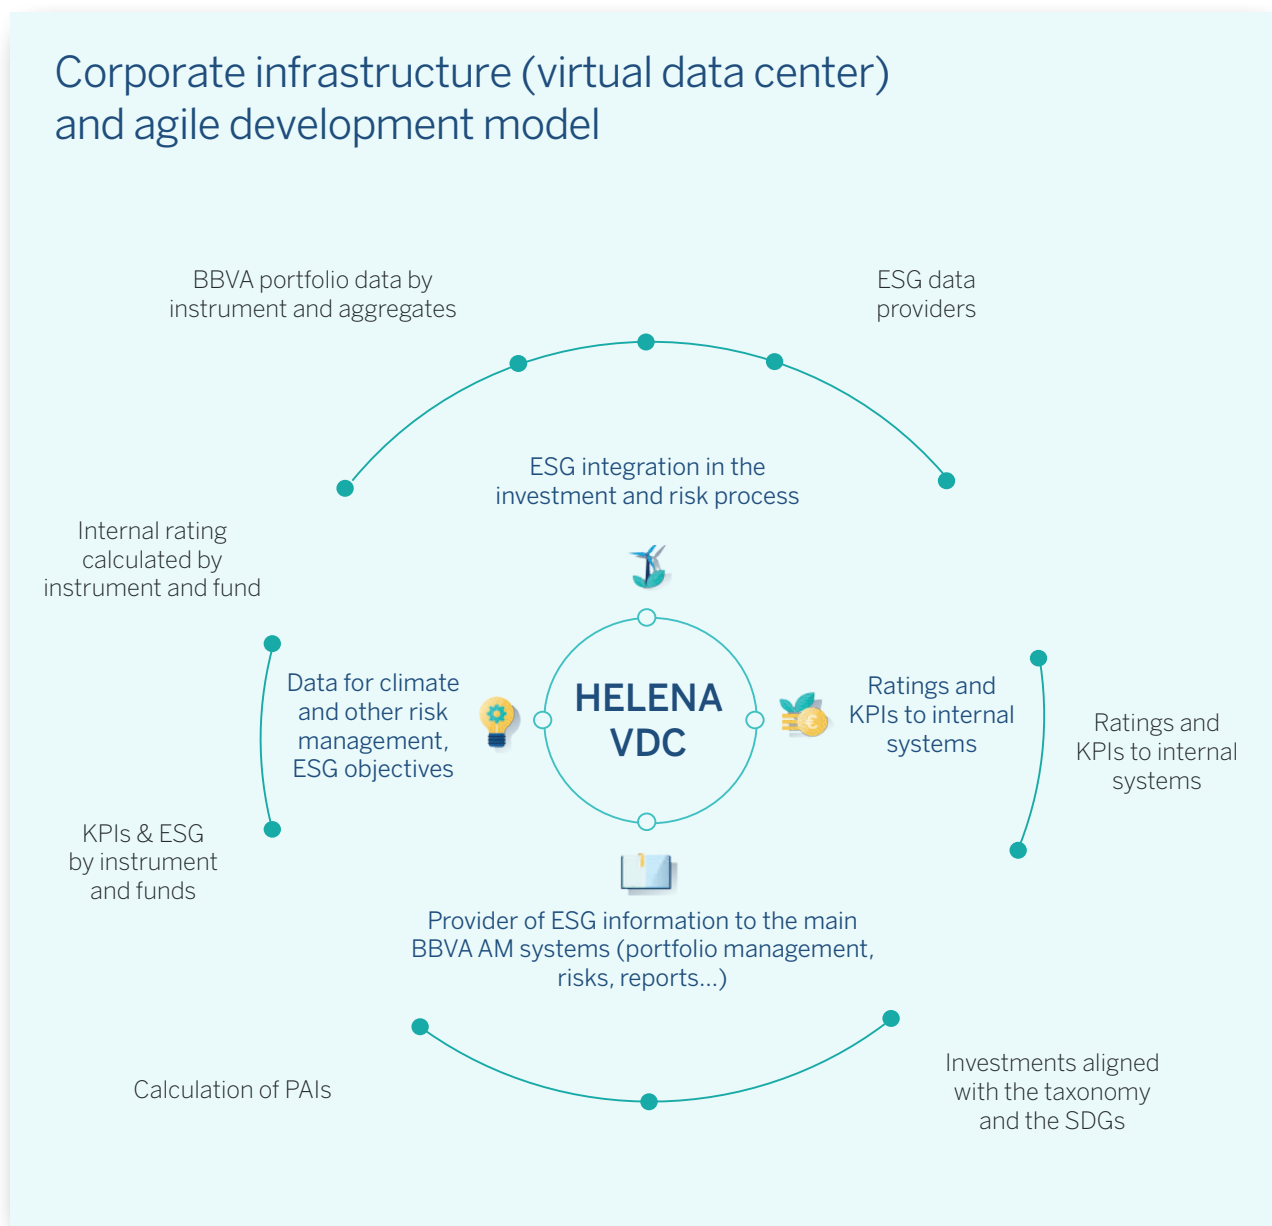 Corporate infrastructure (virtual data center)
and agile development model
BBVA portfolio data by
instrument and aggregates
ESG data
providers
ESG integration in the
investment and risk process
Internal rating
calculated by
instrument and fund
Data for climate
and other risk
management,
ESG objectives
HELENA
VDC
Ratings and
KPIs to internal
systems
Ratings and
KPIs to internal
systems
KPIs & ESG
by instrument
and funds
Provider of ESG information to the main
BBVA AM systems (portfolio management,
risks, reports...)
Calculation of PAIs
Investments aligned
with the taxonomy
and the SDGs